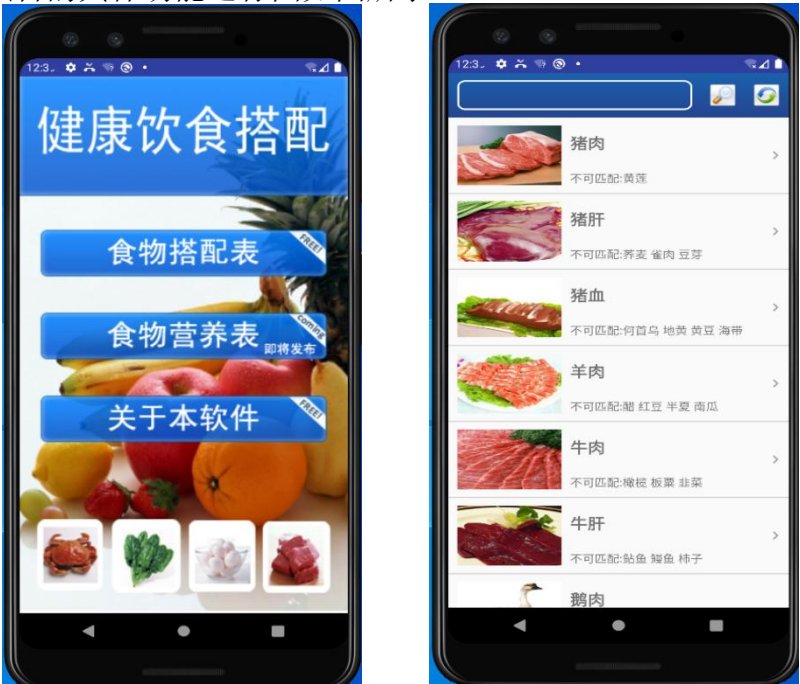 12:3
健康饮食搭配
食物搭配表
FREE!
食物营养表
Coming
即将发布
关于本软件
FREE!
12:3
猪肉
不可匹配:黄莲
猪肝
不可匹配:荞麦 雀肉 豆芽
猪血
不可匹配:何首乌 地黄 黄豆 海带
羊肉
不可匹配:醋 红豆 半夏 南瓜
牛肉
不可匹配:橄榄 板栗 韭菜
牛肝
不可匹配:鲇鱼 鳗鱼 柿子
鹅肉